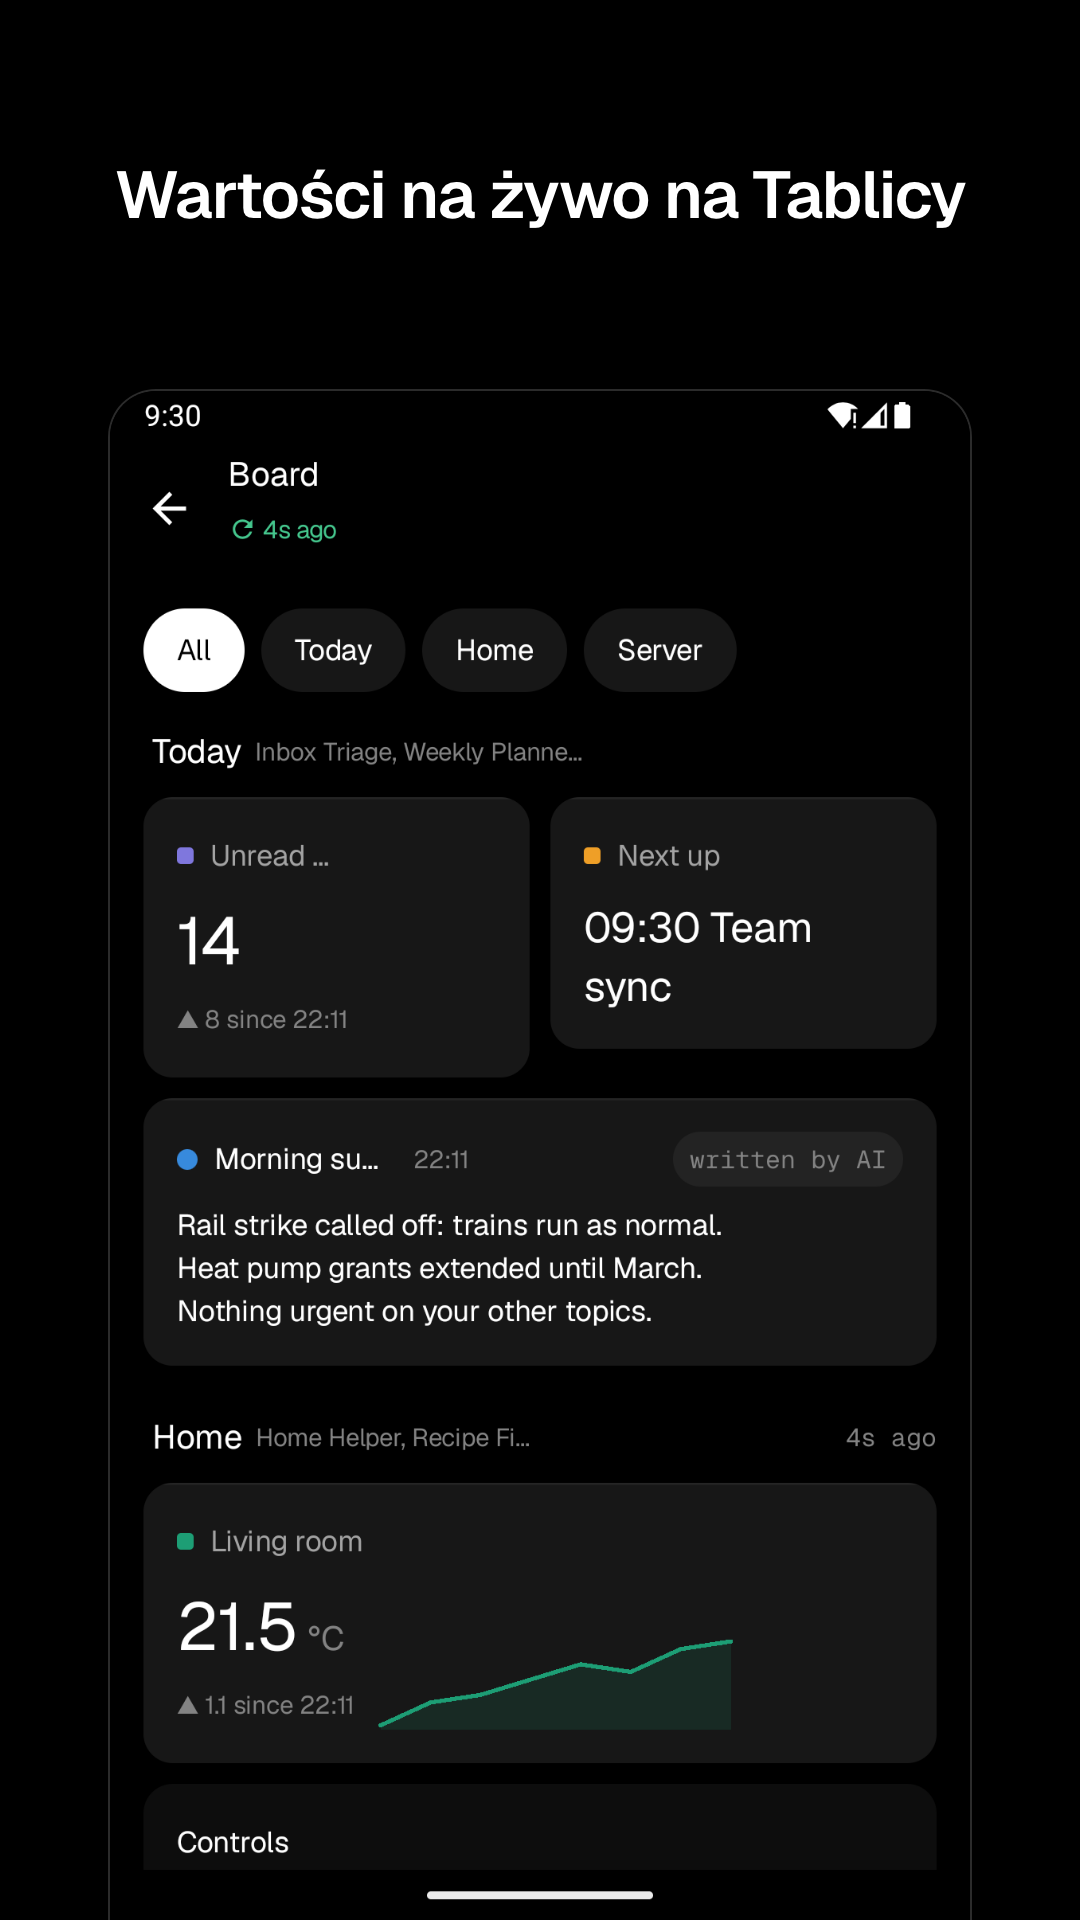 Wartości na żywo na Tablicy
9:30
Board
4s ago
All
Today
Home
Server
Today Inbox Triage, Weekly Planne...
Unread ...
14
▲ 8 since 22:11
Next up
09:30 Team
sync
Morning su... 22:11 written by AI
Rail strike called off: trains run as normal.
Heat pump grants extended until March.
Nothing urgent on your other topics.
Home Home Helper, Recipe Fi... 4s ago
Living room
21.5 °C
▲ 1.1 since 22:11
Controls